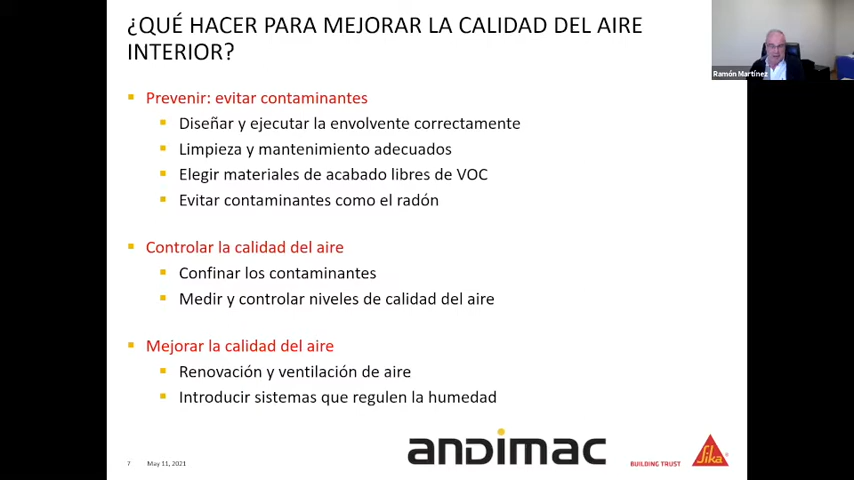 ¿QUÉ HACER PARA MEJORAR LA CALIDAD DEL AIRE
INTERIOR?
Ramón Martínez
Prevenir: evitar contaminantes
Diseñar y ejecutar la envolvente correctamente
Limpieza y mantenimiento adecuados
Elegir materiales de acabado libres de VOC
Evitar contaminantes como el radón
Controlar la calidad del aire
Confinar los contaminantes
Medir y controlar niveles de calidad del aire
Mejorar la calidad del aire
Renovación y ventilación de aire
Introducir sistemas que regulen la humedad
andimac
7 May 11, 2021
BUILDING TRUST
Sika